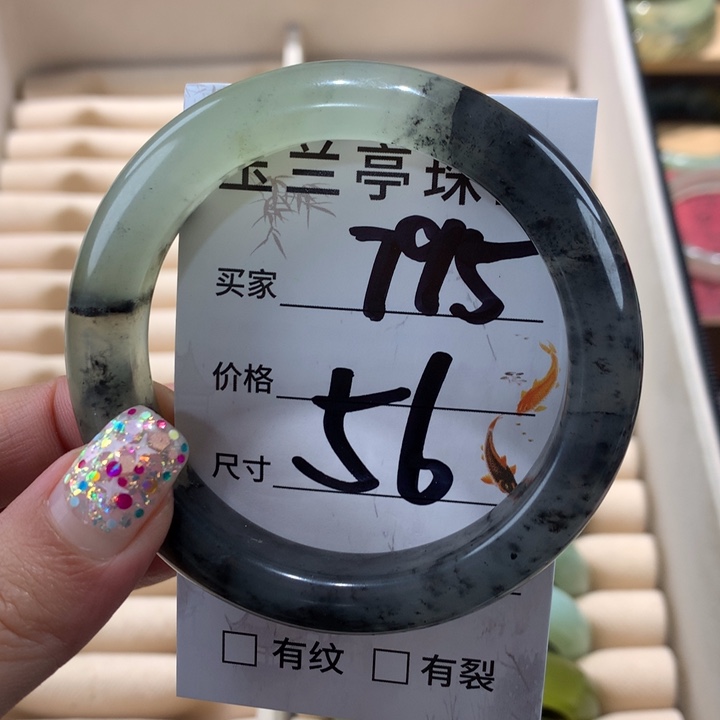 玉兰亭珠
买家 795
价格
尺寸 56
□ 有纹 □ 有裂